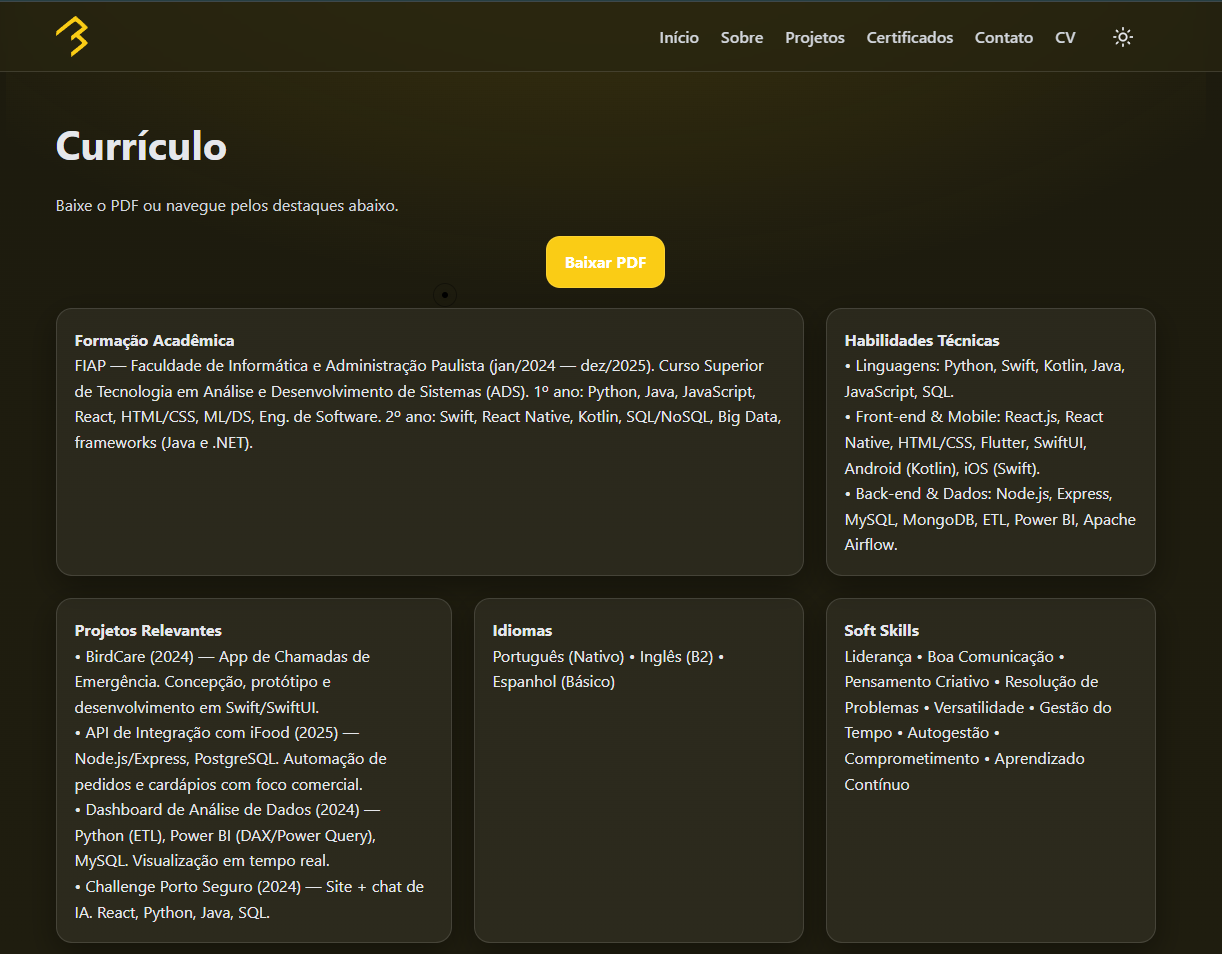 Início Sobre Projetos Certificados Contato CV
Currículo
Baixe o PDF ou navegue pelos destaques abaixo.
Baixar PDF
Formação Acadêmica
FIAP — Faculdade de Informática e Administração Paulista (jan/2024 — dez/2025). Curso Superior
de Tecnologia em Análise e Desenvolvimento de Sistemas (ADS). 1º ano: Python, Java, JavaScript,
React, HTML/CSS, ML/DS, Eng. de Software. 2º ano: Swift, React Native, Kotlin, SQL/NoSQL, Big Data,
frameworks (Java e .NET).
Habilidades Técnicas
• Linguagens: Python, Swift, Kotlin, Java,
JavaScript, SQL.
• Front-end & Mobile: React.js, React
Native, HTML/CSS, Flutter, SwiftUI,
Android (Kotlin), iOS (Swift).
• Back-end & Dados: Node.js, Express,
MySQL, MongoDB, ETL, Power BI, Apache
Airflow.
Projetos Relevantes
• BirdCare (2024) — App de Chamadas de
Emergência. Concepção, protótipo e
desenvolvimento em Swift/SwiftUI.
• API de Integração com iFood (2025) —
Node.js/Express, PostgreSQL. Automação de
pedidos e cardápios com foco comercial.
• Dashboard de Análise de Dados (2024) —
Python (ETL), Power BI (DAX/Power Query),
MySQL. Visualização em tempo real.
• Challenge Porto Seguro (2024) — Site + chat de
IA. React, Python, Java, SQL.
Idiomas
Português (Nativo) • Inglês (B2) •
Espanhol (Básico)
Soft Skills
Liderança • Boa Comunicação •
Pensamento Criativo • Resolução de
Problemas • Versatilidade • Gestão do
Tempo • Autogestão •
Comprometimento • Aprendizado
Contínuo